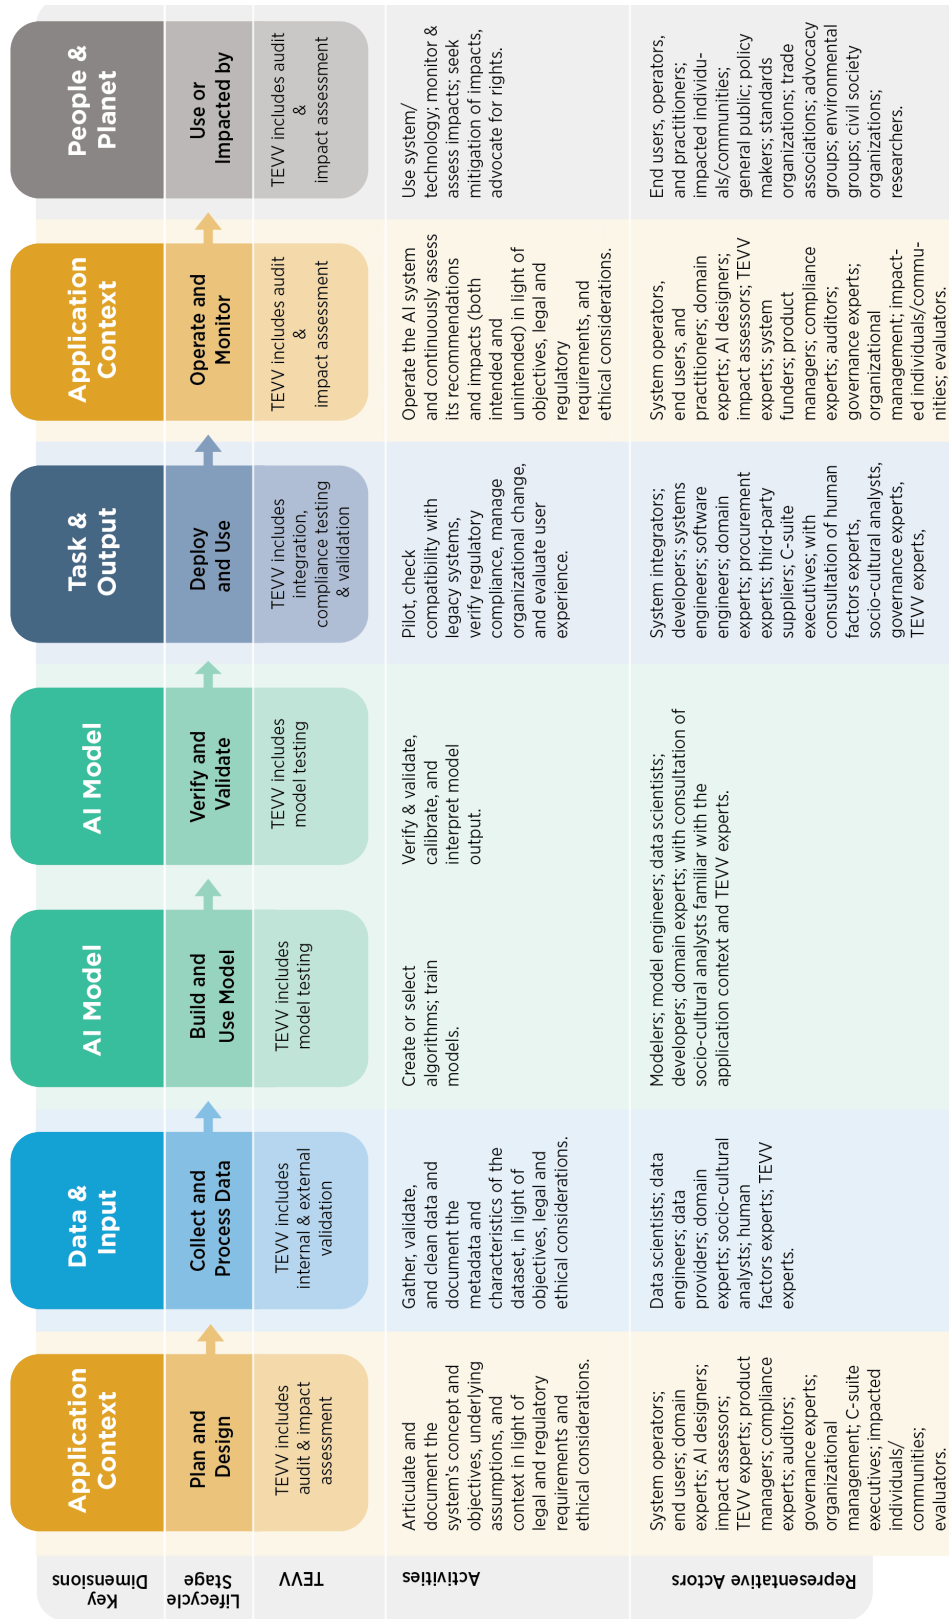 Key
Dimensions
Application
Context
Data &
Input
AI Model
AI Model
Task &
Output
Application
Context
People &
Planet
Lifecycle
Stage
Plan and
Design
Collect and
Process Data
Build and
Use Model
Verify and
Validate
Deploy
and Use
Operate and
Monitor
Use or
Impacted by
TEVV
TEVV includes
audit & impact
assessment
TEVV includes
internal & external
validation
TEVV includes
model testing
TEVV includes
model testing
TEVV includes
integration,
compliance testing
& validation
TEVV includes audit
&
impact assessment
TEVV includes audit
&
impact assessment
Activities
Articulate and
document the
system's concept and
objectives, underlying
assumptions, and
context in light of
legal and regulatory
requirements and
ethical considerations.
Gather, validate,
and clean data and
document the
metadata and
characteristics of the
dataset, in light of
objectives, legal and
ethical considerations.
Create or select
algorithms; train
models.
Verify & validate,
calibrate, and
interpret model
output.
Pilot, check
compatibility with
legacy systems,
verify regulatory
compliance, manage
organizational change,
and evaluate user
experience.
Operate the AI system
and continuously assess
its recommendations
and impacts (both
intended and
unintended) in light of
objectives, legal and
regulatory
requirements, and
ethical considerations.
Use system/
technology; monitor &
assess impacts; seek
mitigation of impacts,
advocate for rights.
Representative Actors
System operators;
end users; domain
experts; AI designers;
impact assessors;
TEVV experts; product
managers; compliance
experts; auditors;
governance experts;
organizational
management; C-suite
executives; impacted
individuals/
communities;
evaluators.
Data scientists; data
engineers; data
providers; domain
experts; socio-cultural
analysts; human
factors experts; TEVV
experts.
Modelers; model engineers; data scientists;
developers; domain experts; with consultation of
socio-cultural analysts familiar with the
application context and TEVV experts.
System integrators;
developers; systems
engineers; software
engineers; domain
experts; procurement
experts; third-party
suppliers; C-suite
executives; with
consultation of human
factors experts,
socio-cultural analysts,
governance experts,
TEVV experts,
System operators,
end users, and
practitioners; domain
experts; AI designers;
impact assessors; TEVV
experts; system
funders; product
managers; compliance
experts; auditors;
governance experts;
organizational
management; impact-
ed individuals/commu-
nities; evaluators.
End users, operators,
and practitioners;
impacted individu-
als/communities;
general public; policy
makers; standards
organizations; trade
associations; advocacy
groups; environmental
groups; civil society
organizations;
researchers.